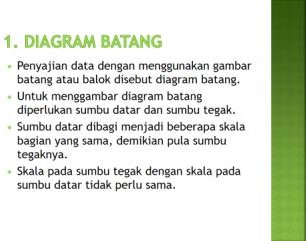 1. DIAGRAM BATANG
Penyajian data dengan menggunakan gambar
batang atau balok disebut diagram batang.
Untuk menggambar diagram batang
diperlukan sumbu datar dan sumbu tegak.
Sumbu datar dibagi menjadi beberapa skala
bagian yang sama, demikian pula sumbu
tegaknya.
Skala pada sumbu tegak dengan skala pada
sumbu datar tidak perlu sama.